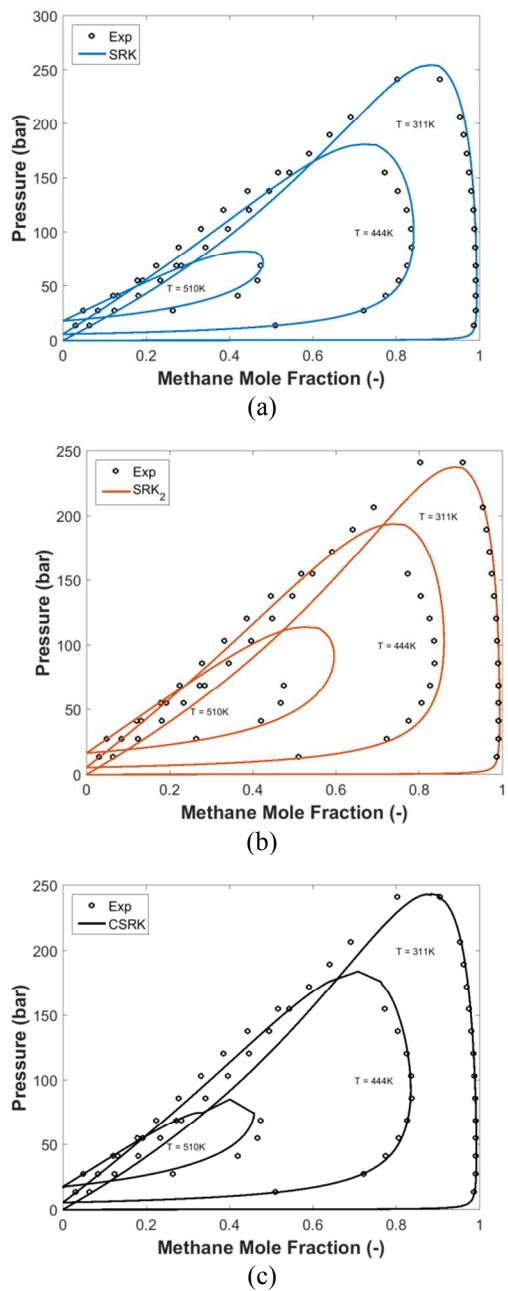 300
Exp
SRK
250
T = 311K
200
150
100
T = 444K
50
T = 510K
0
0 0.2 0.4 0.6 0.8 1
Pressure (bar)
Methane Mole Fraction (-)
(a)
250
Exp
SRK2
200
T = 311K
150
100
T = 444K
50
T = 510K
0
0 0.2 0.4 0.6 0.8 1
Pressure (bar)
Methane Mole Fraction (-)
(b)
250
Exp
CSRK
200
T = 311K
150
100
T = 444K
50
T = 510K
0
0 0.2 0.4 0.6 0.8 1
Pressure (bar)
Methane Mole Fraction (-)
(c)